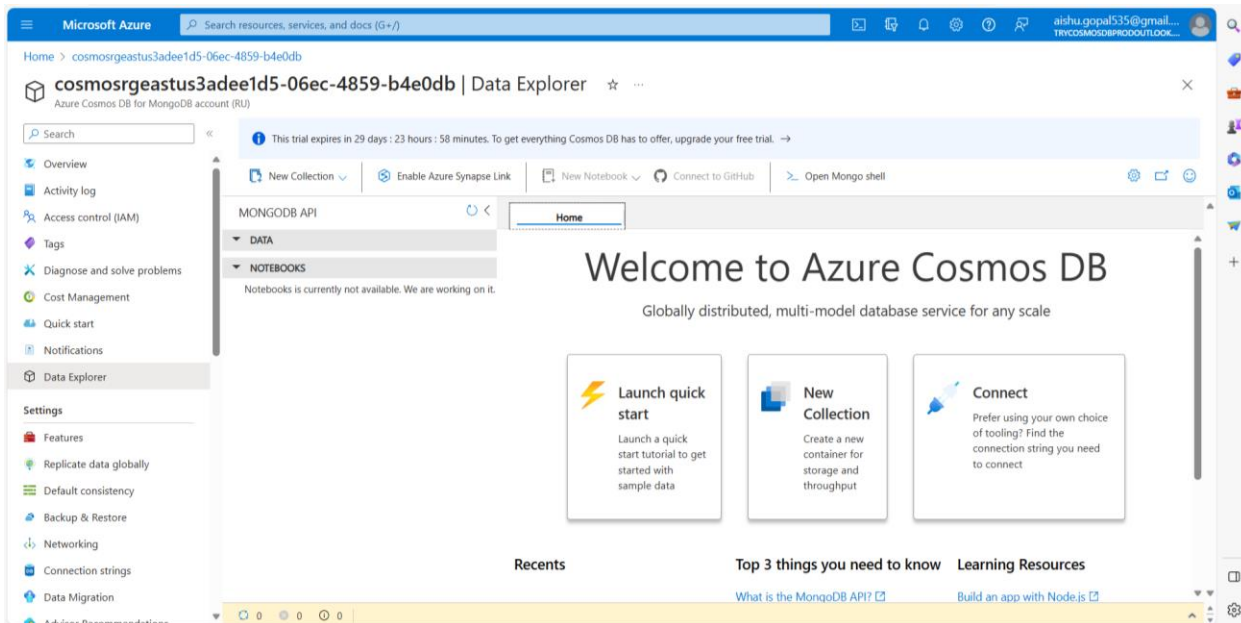 Microsoft Azure
Search resources, services, and docs (G+/)
aishu.gopal535@gmail....
TRYCOSMOSDBPRODOUTLOOK....
Home > cosmosrgeastus3adee1d5-06ec-4859-b4e0db
cosmosrgeastus3adee1d5-06ec-4859-b4e0db | Data Explorer
Azure Cosmos DB for MongoDB account (RU)
Search
Overview
Activity log
Access control (IAM)
Tags
Diagnose and solve problems
Cost Management
Quick start
Notifications
Data Explorer
Settings
Features
Replicate data globally
Default consistency
Backup & Restore
Networking
Connection strings
Data Migration
Advisor Recommendations
This trial expires in 29 days : 23 hours : 58 minutes. To get everything Cosmos DB has to offer, upgrade your free trial. →
New Collection
Enable Azure Synapse Link
New Notebook
Connect to GitHub
Open Mongo shell
MONGODB API
DATA
NOTEBOOKS
Notebooks is currently not available. We are working on it.
Home
Welcome to Azure Cosmos DB
Globally distributed, multi-model database service for any scale
Launch quick
start
Launch a quick
start tutorial to get
started with
sample data
New
Collection
Create a new
container for
storage and
throughput
Connect
Prefer using your own choice
of tooling? Find the
connection string you need
to connect
Recents
Top 3 things you need to know
What is the MongoDB API?
Learning Resources
Build an app with Node.js
0 0 0